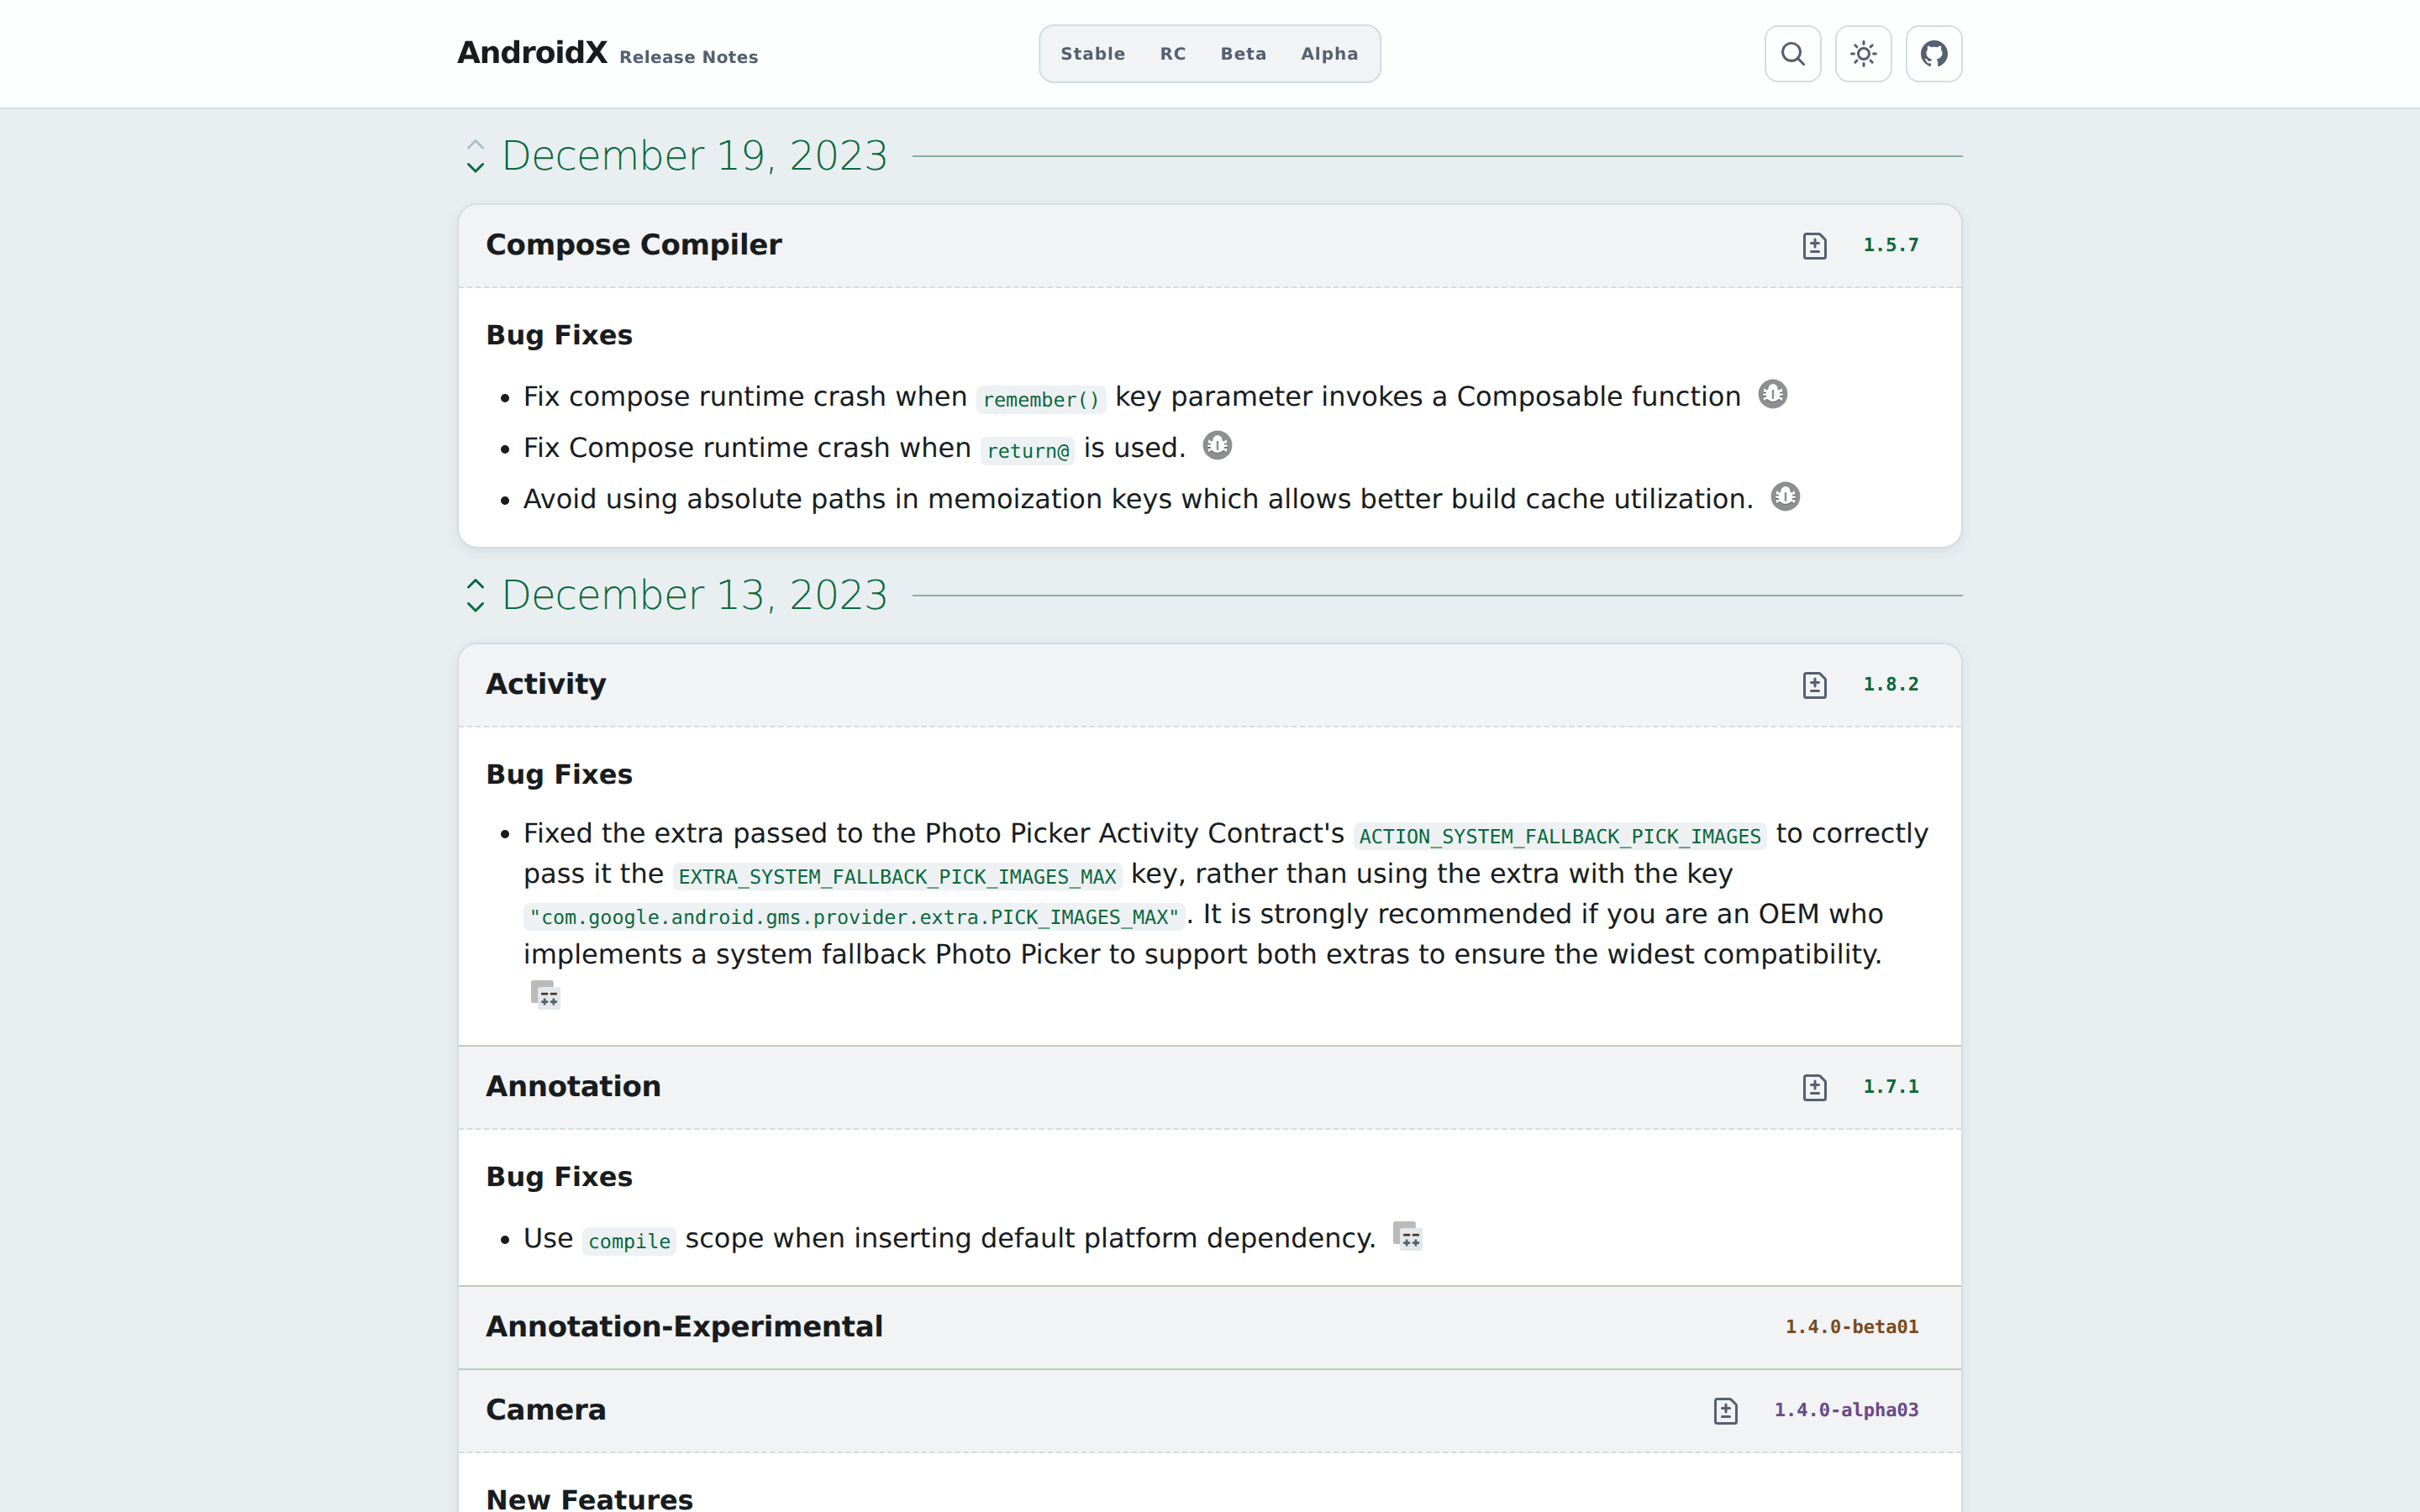 AndroidX Release Notes
Stable RC Beta Alpha
December 19, 2023
Compose Compiler 1.5.7
Bug Fixes
Fix compose runtime crash when remember() key parameter invokes a Composable function
Fix Compose runtime crash when return@ is used.
Avoid using absolute paths in memoization keys which allows better build cache utilization.
December 13, 2023
Activity 1.8.2
Bug Fixes
Fixed the extra passed to the Photo Picker Activity Contract's ACTION_SYSTEM_FALLBACK_PICK_IMAGES to correctly
pass it the EXTRA_SYSTEM_FALLBACK_PICK_IMAGES_MAX key, rather than using the extra with the key
"com.google.android.gms.provider.extra.PICK_IMAGES_MAX". It is strongly recommended if you are an OEM who
implements a system fallback Photo Picker to support both extras to ensure the widest compatibility.
Annotation 1.7.1
Bug Fixes
Use compile scope when inserting default platform dependency.
Annotation-Experimental 1.4.0-beta01
Camera 1.4.0-alpha03
New Features